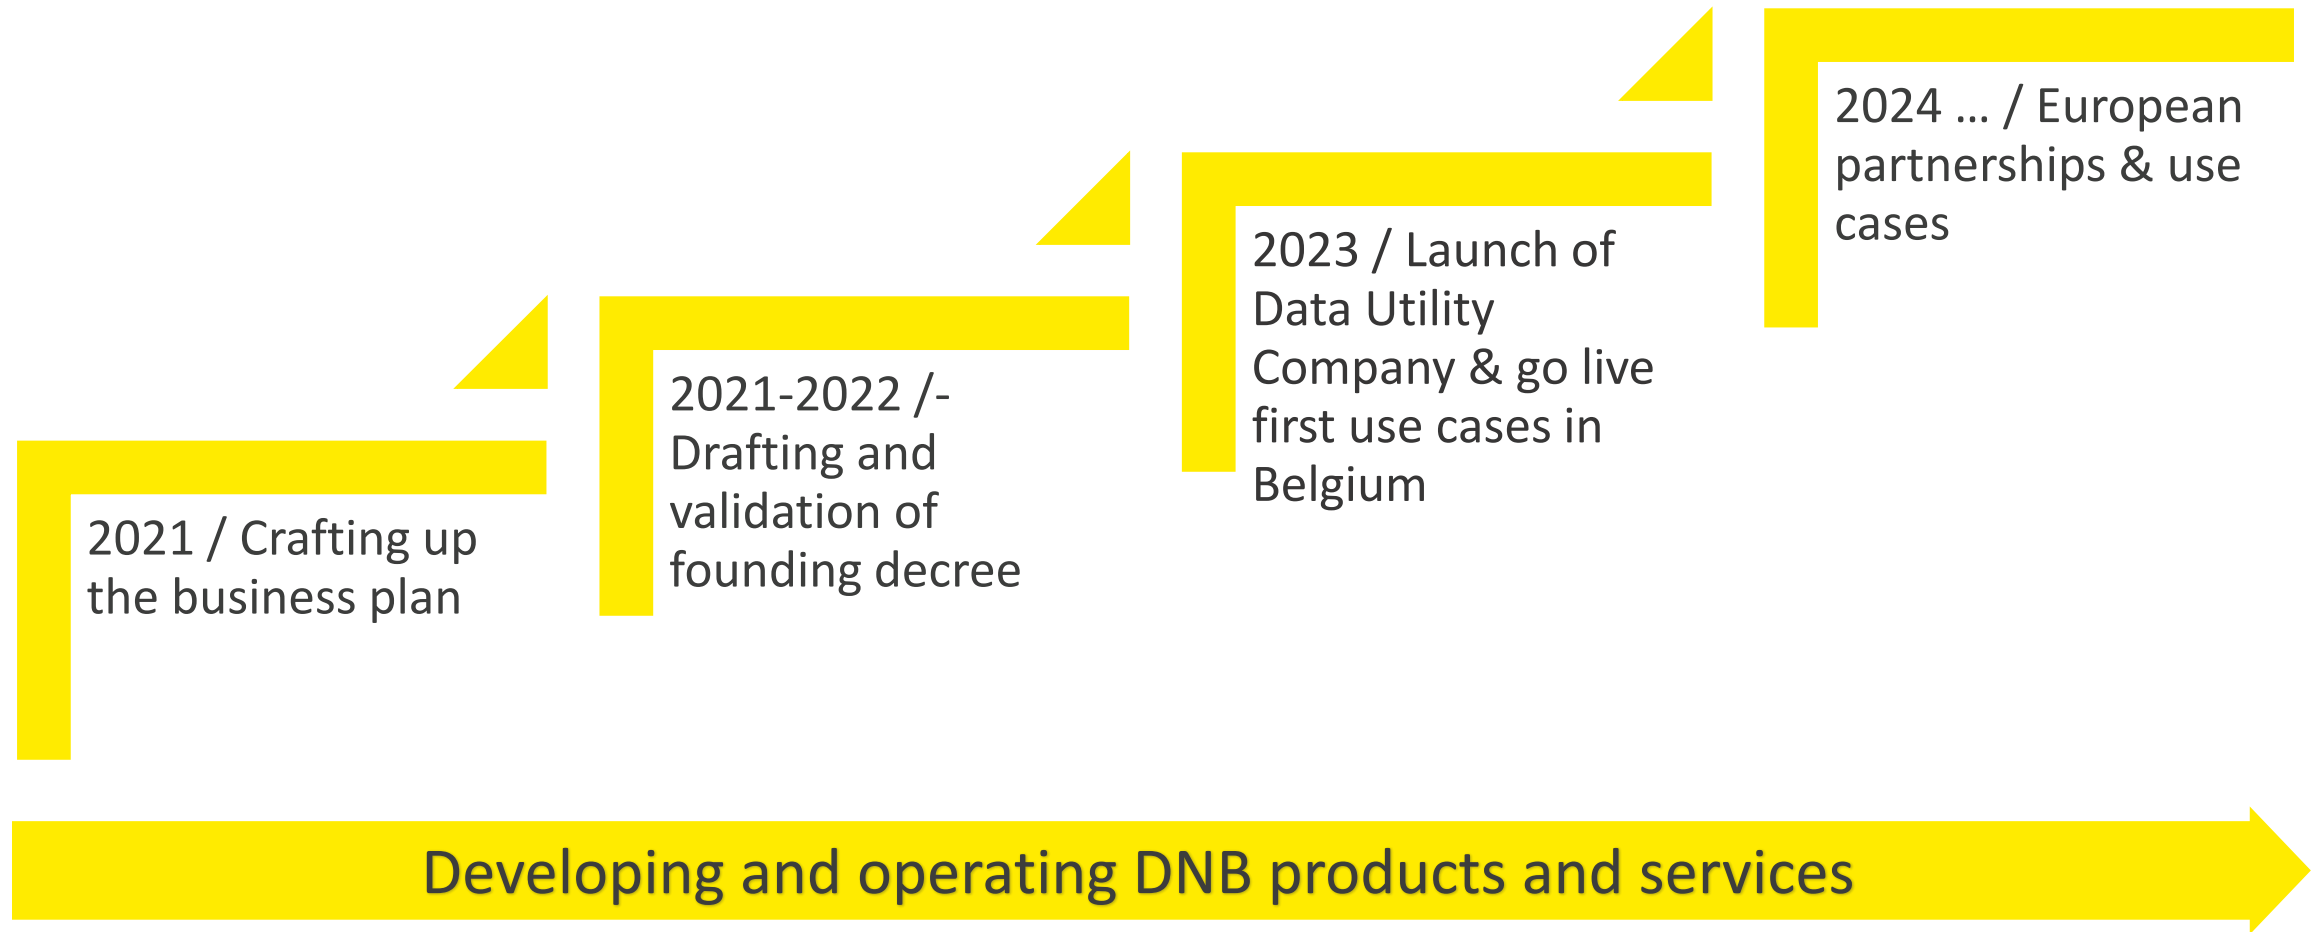 2021 / Crafting up
the business plan
2021-2022 /-
Drafting and
validation of
founding decree
2023 / Launch of
Data Utility
Company & go live
first use cases in
Belgium
2024 ... / European
partnerships & use
cases
Developing and operating DNB products and services